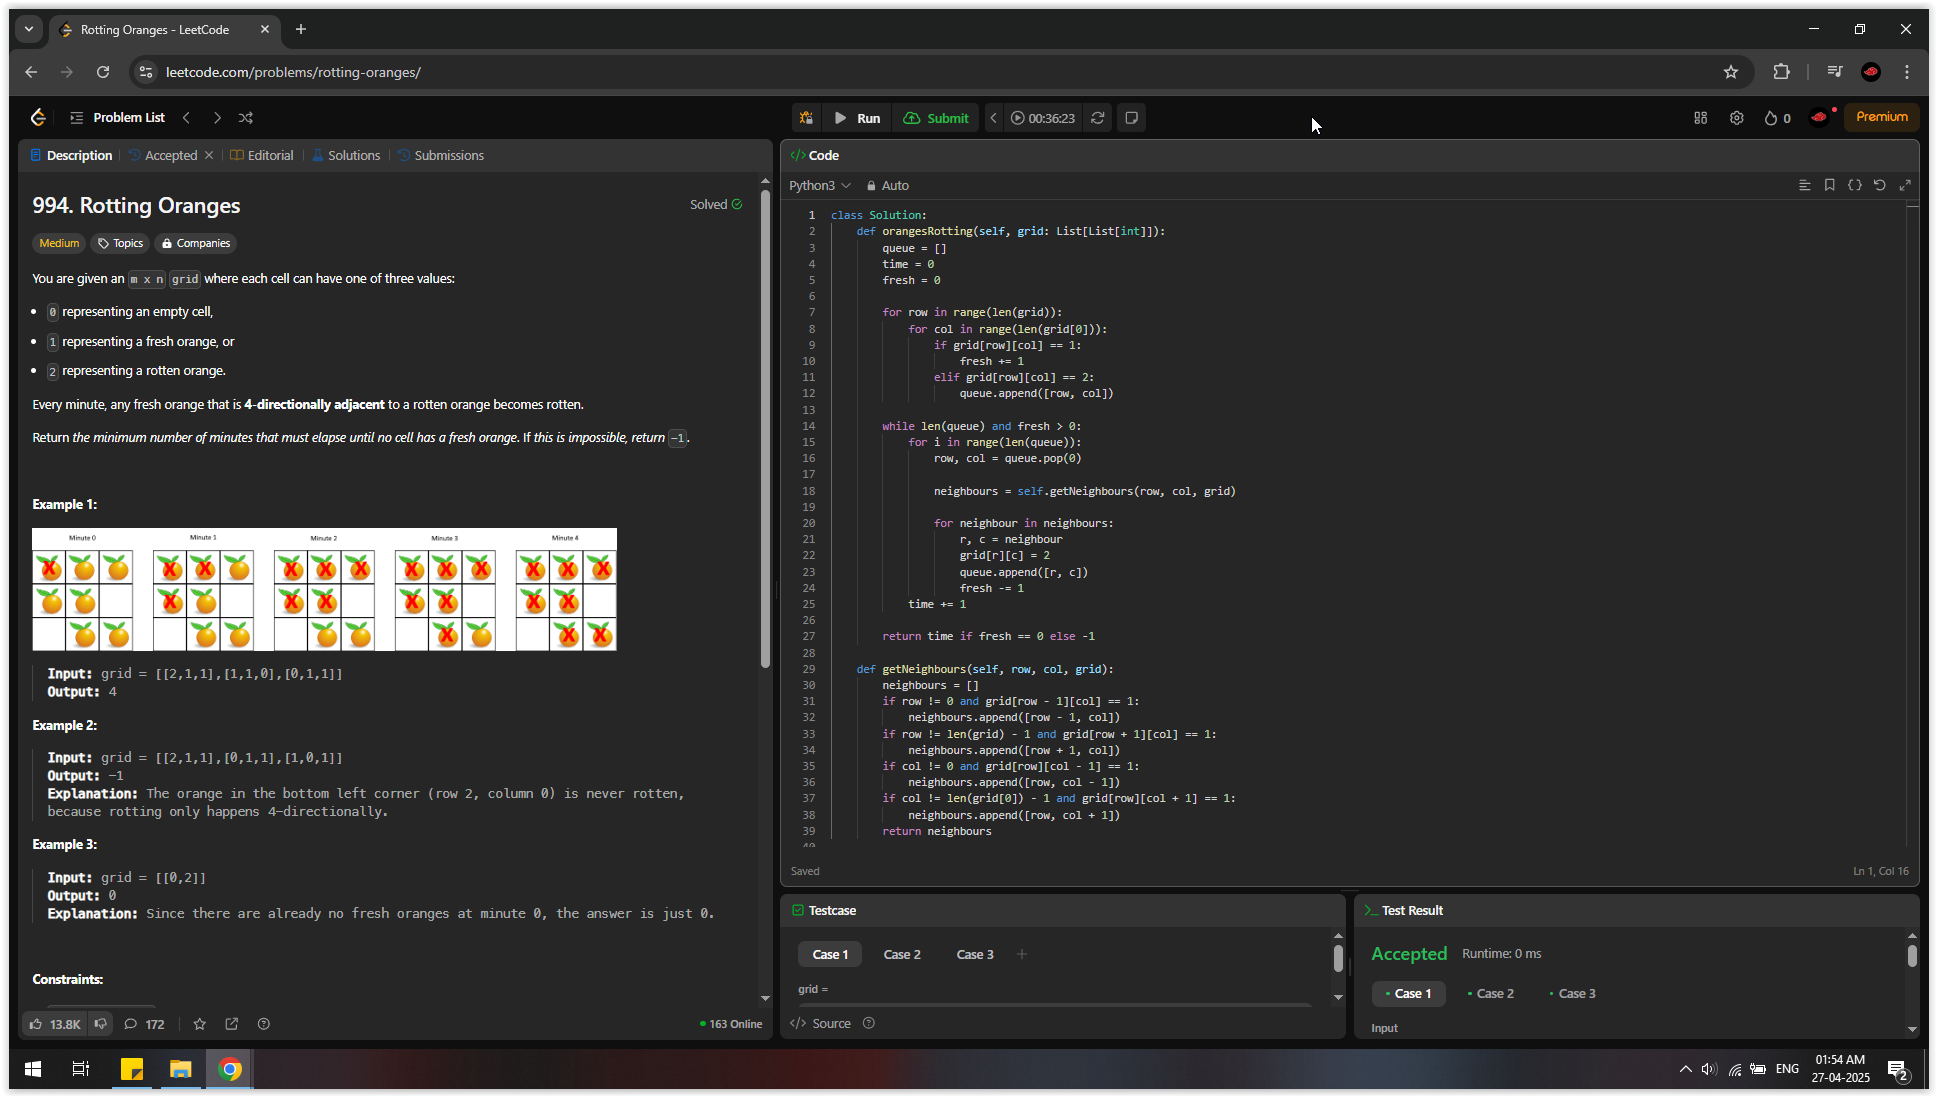 Rotting Oranges - LeetCode
leetcode.com/problems/rotting-oranges/
Problem List
Run
Submit
00:36:23
0
Premium
Description
Accepted
Editorial
Solutions
Submissions
994. Rotting Oranges
Solved
Medium
Topics
Companies
You are given an m x n grid where each cell can have one of three values:
• 0 representing an empty cell,
• 1 representing a fresh orange, or
• 2 representing a rotten orange.
Every minute, any fresh orange that is 4-directionally adjacent to a rotten orange becomes rotten.
Return the minimum number of minutes that must elapse until no cell has a fresh orange. If this is impossible, return -1.
Example 1:
Minute 0 Minute 1 Minute 2 Minute 3 Minute 4
Input: grid = [[2,1,1],[1,1,0],[0,1,1]]
Output: 4
Example 2:
Input: grid = [[2,1,1],[0,1,1],[1,0,1]]
Output: -1
Explanation: The orange in the bottom left corner (row 2, column 0) is never rotten,
because rotting only happens 4-directionally.
Example 3:
Input: grid = [[0,2]]
Output: 0
Explanation: Since there are already no fresh oranges at minute 0, the answer is just 0.
Constraints:
13.8K
172
163 Online
</> Code
Python3
Auto
1 class Solution:
2     def orangesRotting(self, grid: List[List[int]]):
3         queue = []
4         time = 0
5         fresh = 0
6
7         for row in range(len(grid)):
8             for col in range(len(grid[0])):
9                 if grid[row][col] == 1:
10                     fresh += 1
11                 elif grid[row][col] == 2:
12                     queue.append([row, col])
13
14         while len(queue) and fresh > 0:
15             for i in range(len(queue)):
16                 row, col = queue.pop(0)
17
18                 neighbours = self.getNeighbours(row, col, grid)
19
20                 for neighbour in neighbours:
21                     r, c = neighbour
22                     grid[r][c] = 2
23                     queue.append([r, c])
24                     fresh -= 1
25             time += 1
26
27         return time if fresh == 0 else -1
28
29     def getNeighbours(self, row, col, grid):
30         neighbours = []
31         if row != 0 and grid[row - 1][col] == 1:
32             neighbours.append([row - 1, col])
33         if row != len(grid) - 1 and grid[row + 1][col] == 1:
34             neighbours.append([row + 1, col])
35         if col != 0 and grid[row][col - 1] == 1:
36             neighbours.append([row, col - 1])
37         if col != len(grid[0]) - 1 and grid[row][col + 1] == 1:
38             neighbours.append([row, col + 1])
39         return neighbours
40
Saved
Ln 1, Col 16
Testcase
Case 1
Case 2
Case 3
grid =
</> Source
Test Result
Accepted
Runtime: 0 ms
• Case 1
• Case 2
• Case 3
Input
ENG
01:54 AM
27-04-2025
2